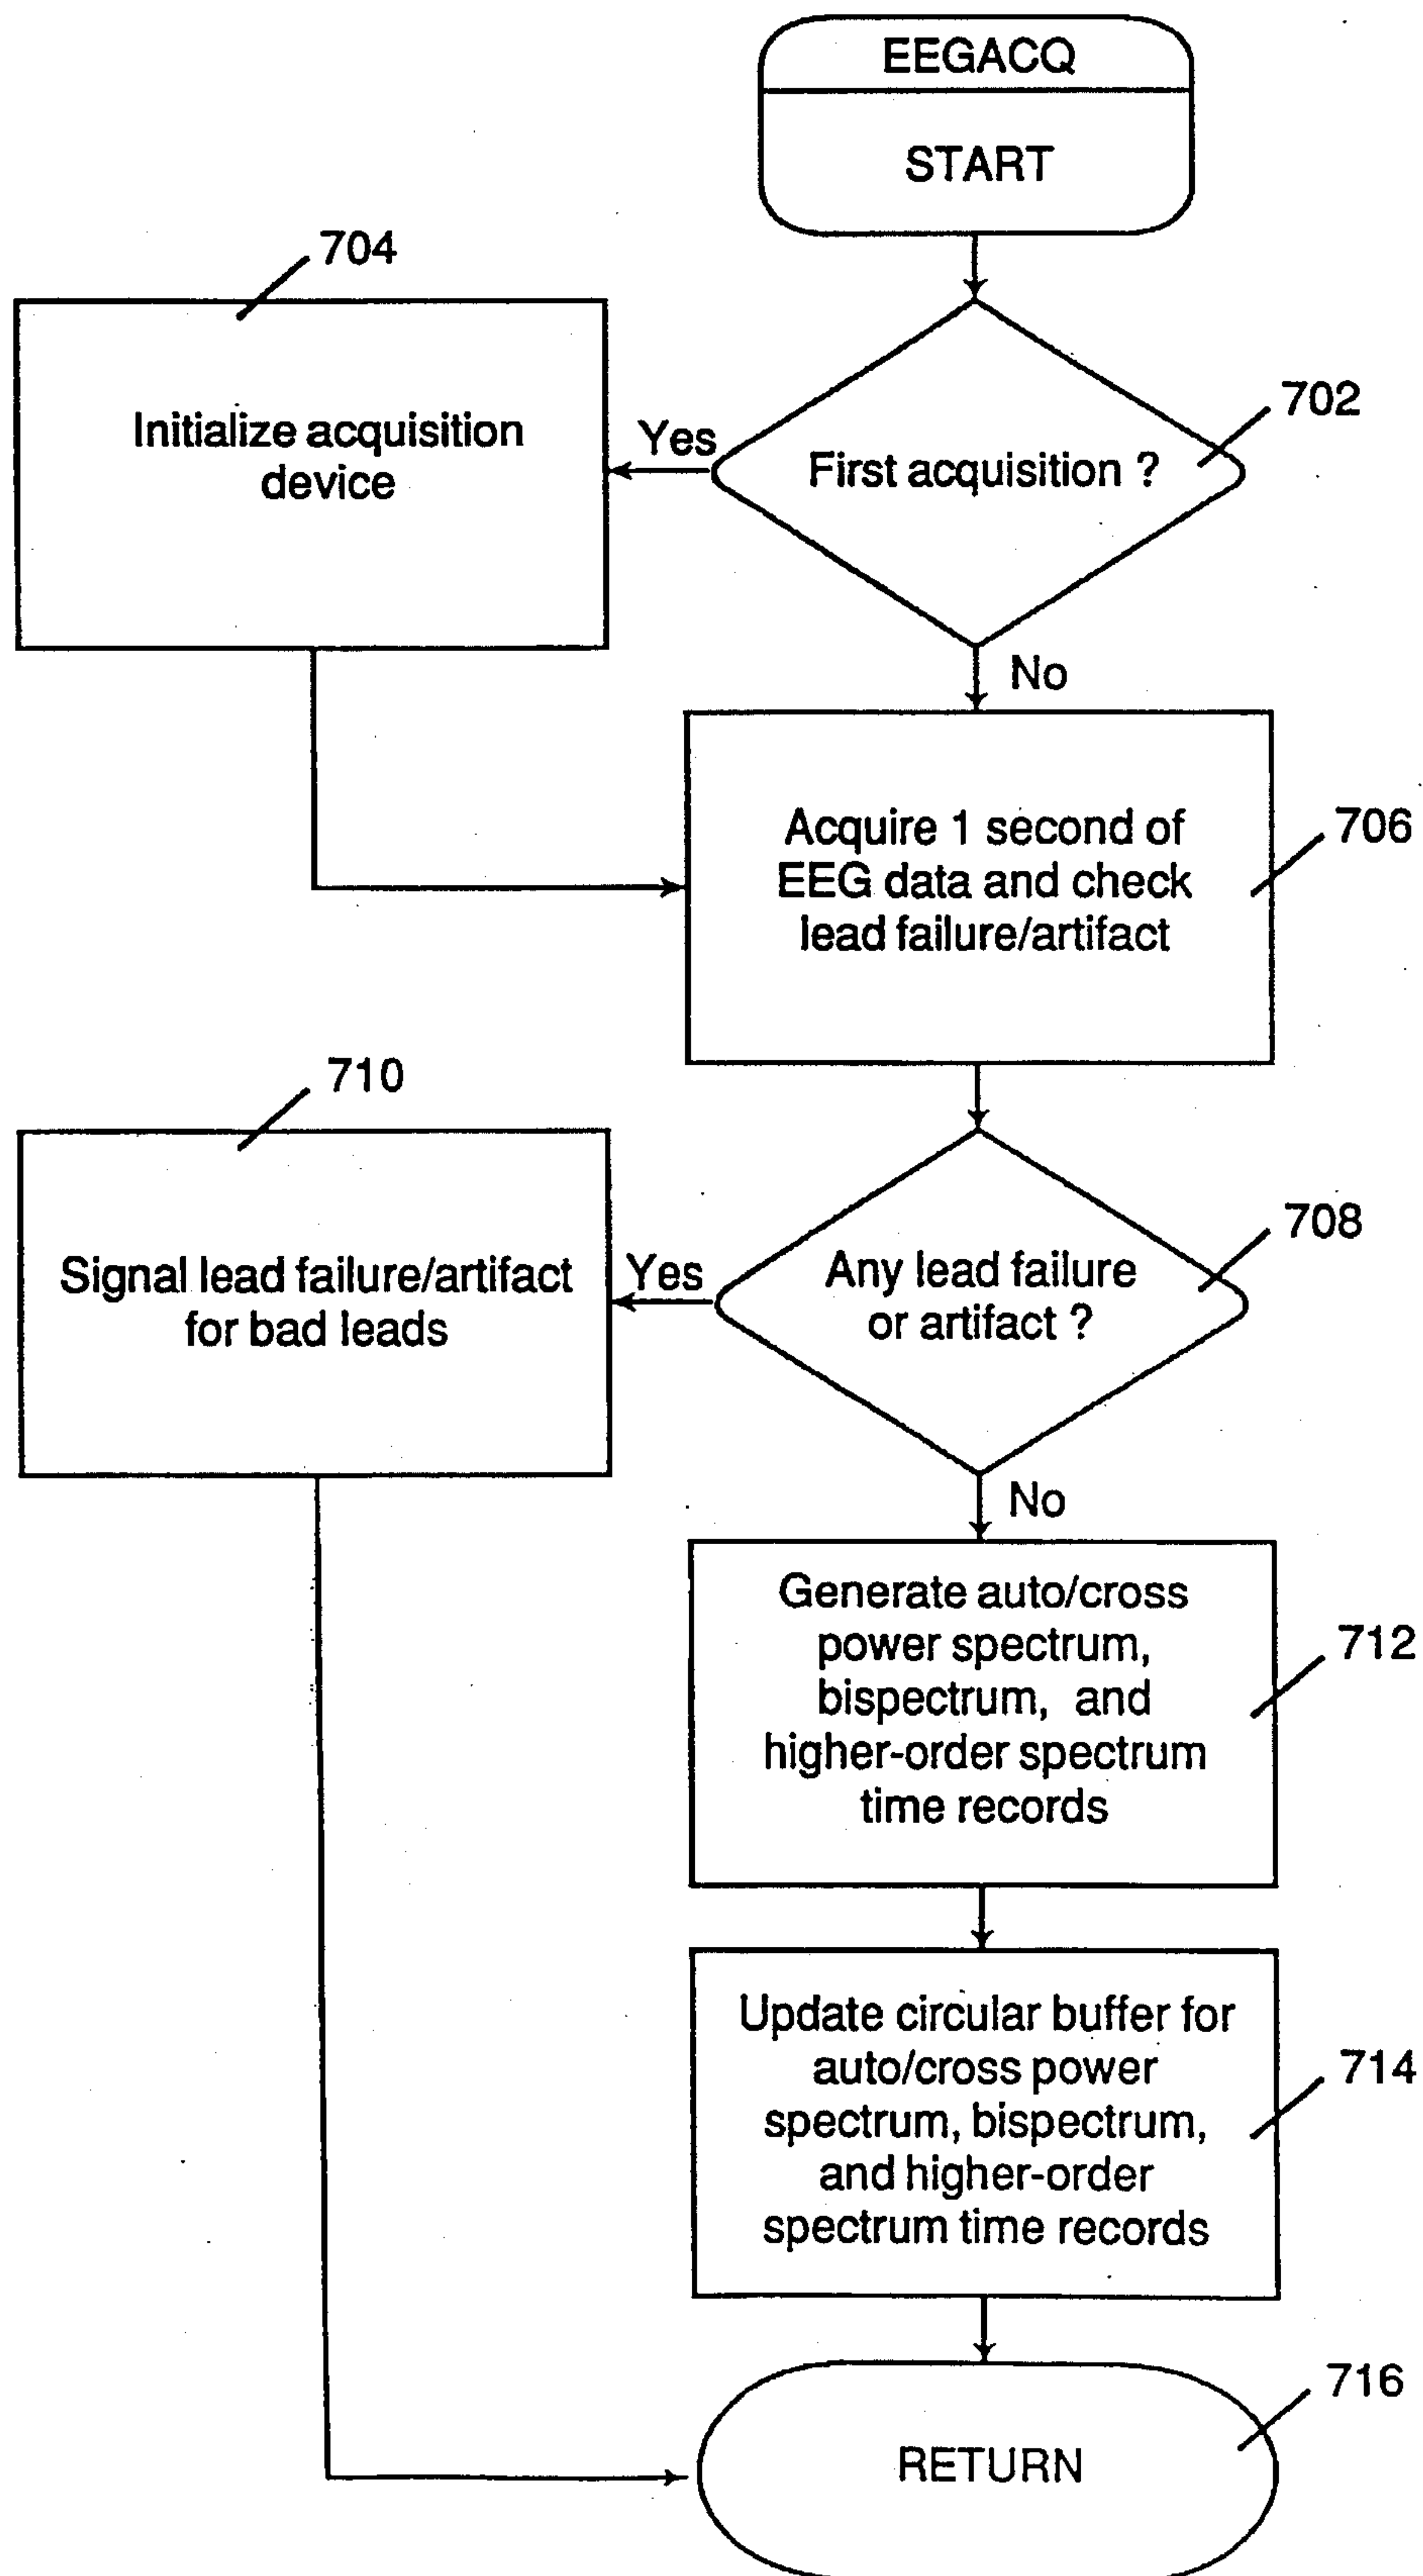 EEGACQ
START
704
702
Initialize acquisition
device
Yes
First acquisition ?
No
Acquire 1 second of
EEG data and check
lead failure/artifact
706
710
708
Signal lead failure/artifact
for bad leads
Yes
Any lead failure
or artifact ?
No
Generate auto/cross
power spectrum,
bispectrum, and
higher-order spectrum
time records
712
Update circular buffer for
auto/cross power
spectrum, bispectrum,
and higher-order
spectrum time records
714
716
RETURN